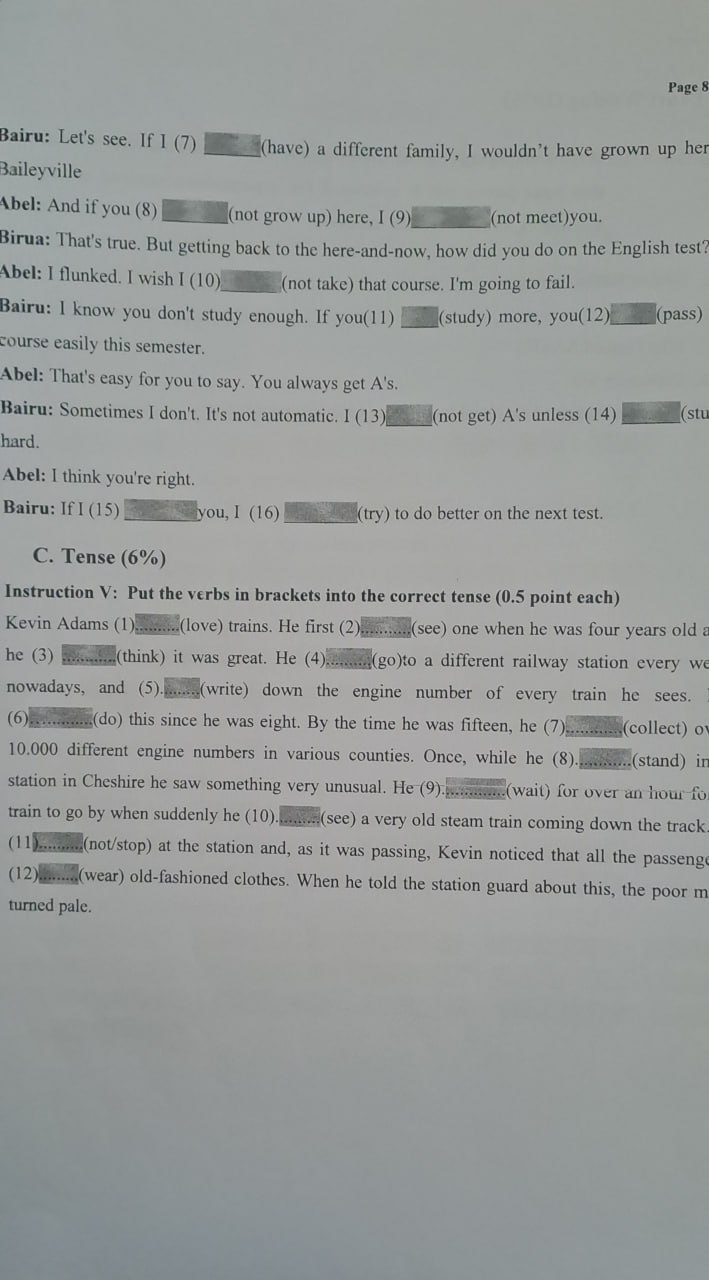 Page 8
Bairu: Let's see. If I (7) (have) a different family, I wouldn't have grown up her
Baileyville
Abel: And if you (8) (not grow up) here, I (9) (not meet)you.
Birua: That's true. But getting back to the here-and-now, how did you do on the English test?
Abel: I flunked. I wish I (10) (not take) that course. I'm going to fail.
Bairu: I know you don't study enough. If you(11) (study) more, you(12) (pass)
course easily this semester.
Abel: That's easy for you to say. You always get A's.
Bairu: Sometimes I don't. It's not automatic. I (13) (not get) A's unless (14) (stu
hard.
Abel: I think you're right.
Bairu: If I (15) you, I (16) (try) to do better on the next test.
C. Tense (6%)
Instruction V: Put the verbs in brackets into the correct tense (0.5 point each)
Kevin Adams (1)..........(love) trains. He first (2)..........(see) one when he was four years old a
he (3) ..........(think) it was great. He (4)..........(go)to a different railway station every we
nowadays, and (5).......(write) down the engine number of every train he sees.
(6)............(do) this since he was eight. By the time he was fifteen, he (7)..........(collect) ov
10.000 different engine numbers in various counties. Once, while he (8)...........(stand) in
station in Cheshire he saw something very unusual. He (9).............(wait) for over an hour fo
train to go by when suddenly he (10).........(see) a very old steam train coming down the track.
(11)..........(not/stop) at the station and, as it was passing, Kevin noticed that all the passenge
(12)........(wear) old-fashioned clothes. When he told the station guard about this, the poor m
turned pale.